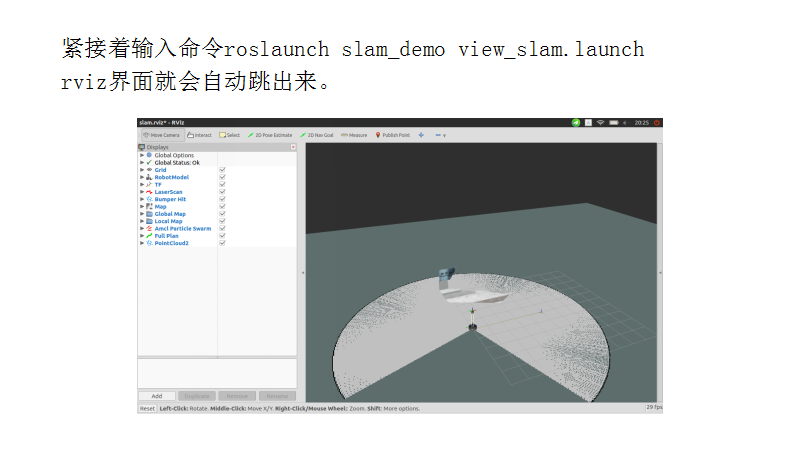 紧接着输入命令roslaunch slam_demo view_slam.launch
rviz界面就会自动跳出来。
slam.rviz* - RViz
20:25
Move Camera Interact Select 2D Pose Estimate 2D Nav Goal Measure Publish Point
Displays
Global Options
Global Status: Ok
Grid
RobotModel
TF
LaserScan
Bumper Hit
Map
Global Map
Local Map
Amcl Particle Swarm
Full Plan
PointCloud2
Add Duplicate Remove Rename
Reset Left-Click: Rotate. Middle-Click: Move X/Y. Right-Click/Mouse Wheel:: Zoom. Shift: More options. 29 fps